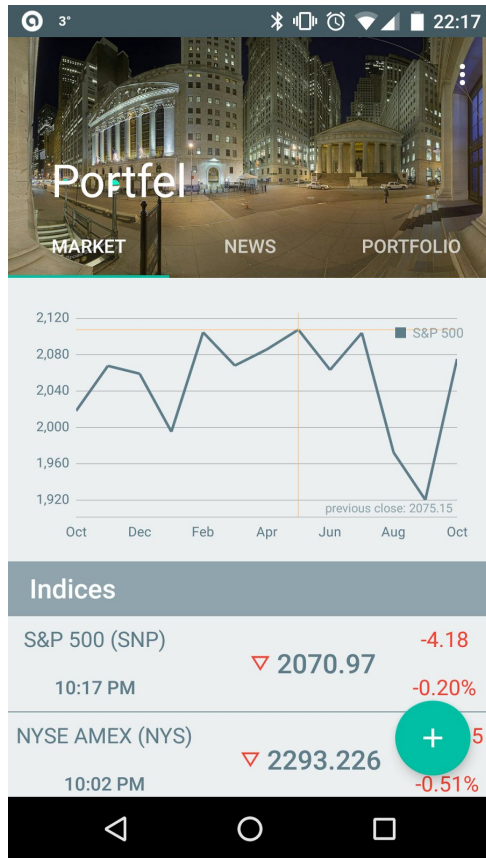 3° 22:17
Portfel
MARKET NEWS PORTFOLIO
2,120
S&P 500
2,080
2,040
2,000
1,960
1,920
previous close: 2075.15
Oct Dec Feb Apr Jun Aug Oct
Indices
S&P 500 (SNP)
2070.97
-4.18
10:17 PM
-0.20%
NYSE AMEX (NYS)
2293.226
5
10:02 PM
-0.51%